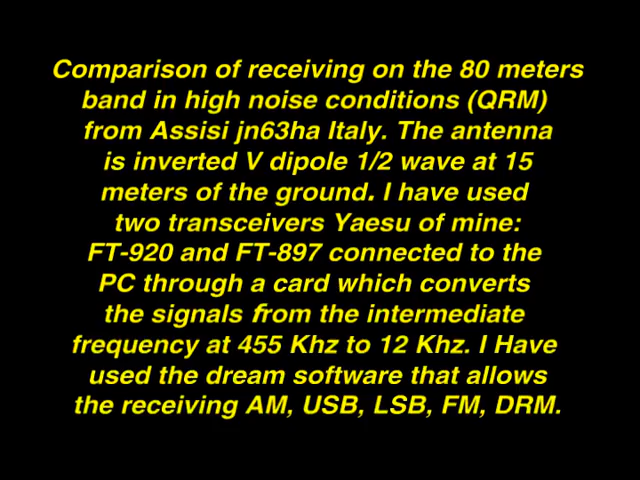 Comparison of receiving on the 80 meters
band in high noise conditions (QRM)
from Assisi jn63ha Italy. The antenna
is inverted V dipole 1/2 wave at 15
meters of the ground. I have used
two transceivers Yaesu of mine:
FT-920 and FT-897 connected to the
PC through a card which converts
the signals from the intermediate
frequency at 455 Khz to 12 Khz. I Have
used the dream software that allows
the receiving AM, USB, LSB, FM, DRM.